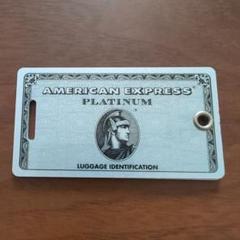 AMERICAN EXPRESS
PLATINUM
LUGGAGE IDENTIFICATION